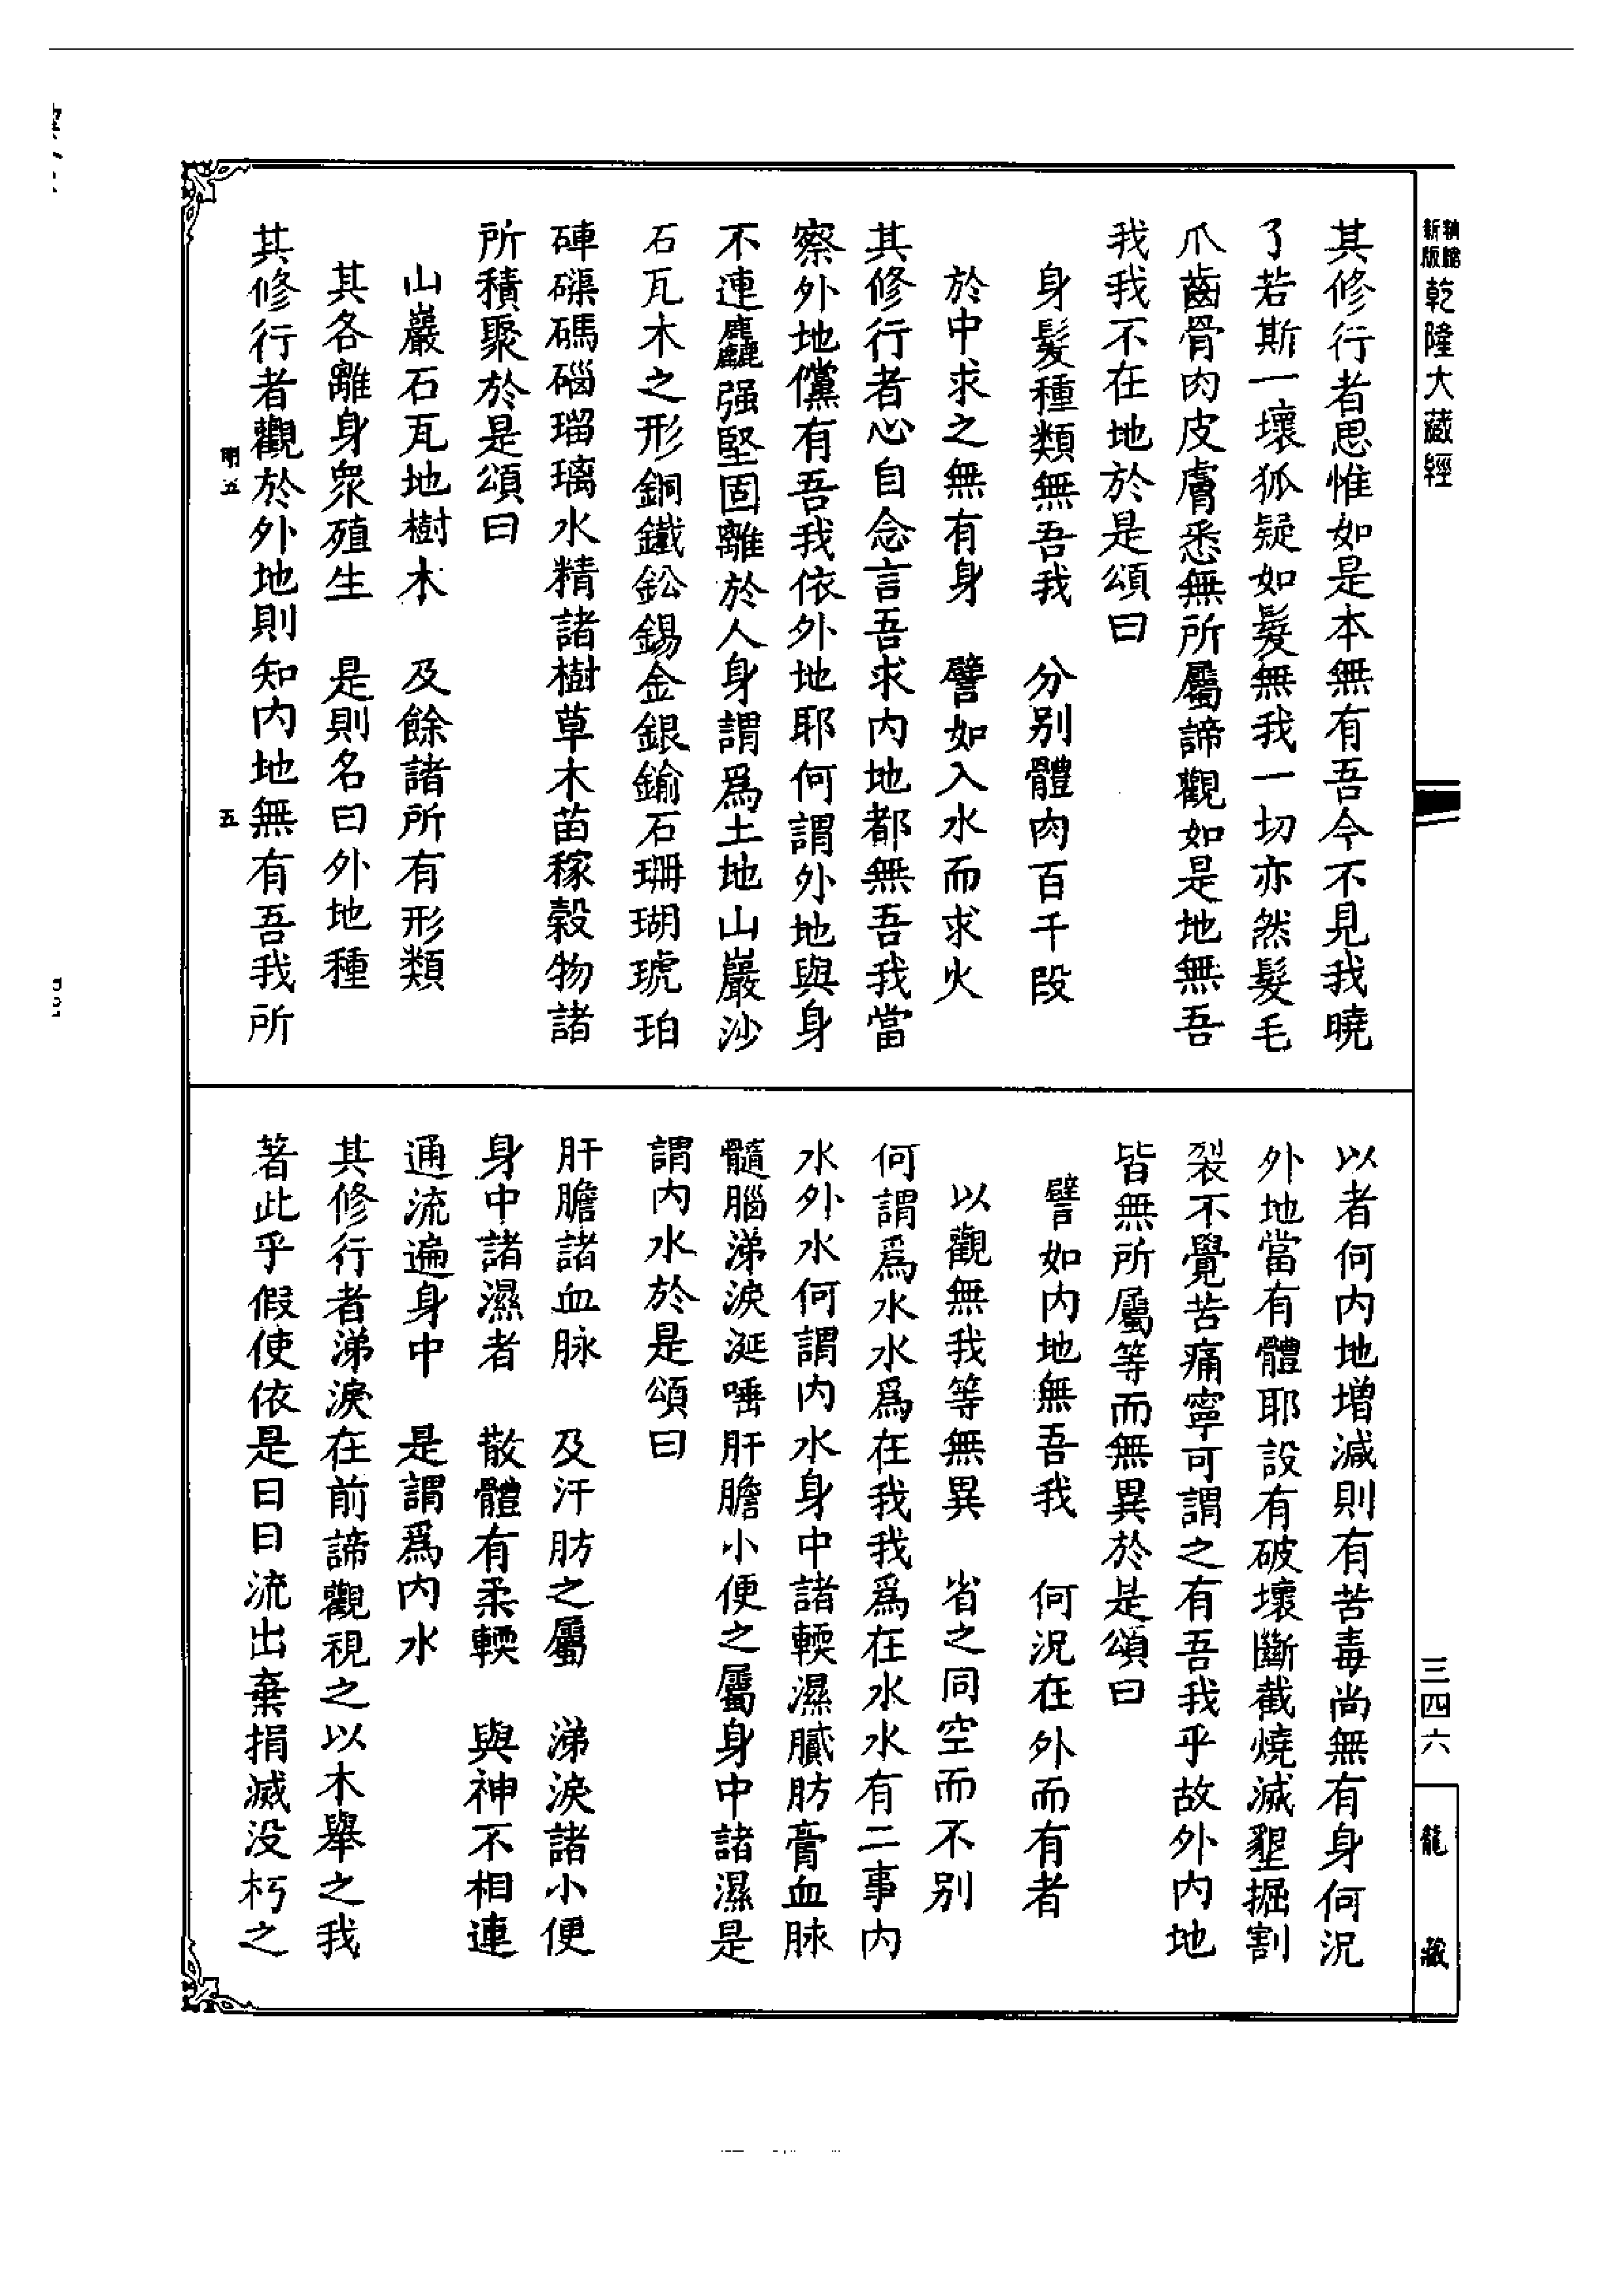 新版
乾隆大藏經
三四六
龍藏
其修行者思惟如是本無有吾今不見我曉
了若斯一壞狐疑如髮無我一切亦然髮毛
爪齒骨肉皮膚悉無所屬諦觀如是地無吾
我我不在地於是頌曰
身髮種類無吾我　分別體肉百千段
於中求之無有身　譬如入水而求火
其修行者心自念言吾求内地都無吾我當
察外地儻有吾我依外地耶何謂外地與身
不連麤强堅固離於人身謂爲土地山巖沙
石瓦木之形銅鐵鈆錫金銀鍮石珊瑚琥珀
硨磲碼碯瑠璃水精諸樹草木苗稼穀物諸
所積聚於是頌曰
山巖石瓦地樹木　及餘諸所有形類
其各離身衆殖生　是則名曰外地種
其修行者觀於外地則知内地無有吾我所
明五
五
以者何内地增減則有苦毒尚無有身何況
外地當有體耶設有破壞斷截燒滅墾掘割
裂不覺苦痛寧可謂之有吾我乎故外内地
皆無所屬等而無異於是頌曰
譬如内地無吾我　何況在外而有者
以觀無我等無異　省之同空而不別
何謂爲水水爲在我我爲在水水有二事内
水外水何謂内水身中諸輭濕臟肪膏血脉
髓腦涕淚涎唾肝膽小便之屬身中諸濕是
謂内水於是頌曰
肝膽諸血脉　及汗肪之屬　涕淚諸小便
身中諸濕者　散體有柔輭　與神不相連
通流遍身中　是謂爲内水
其修行者涕淚在前諦觀視之以木舉之我
著此乎假使依是日日流出棄捐滅没朽之